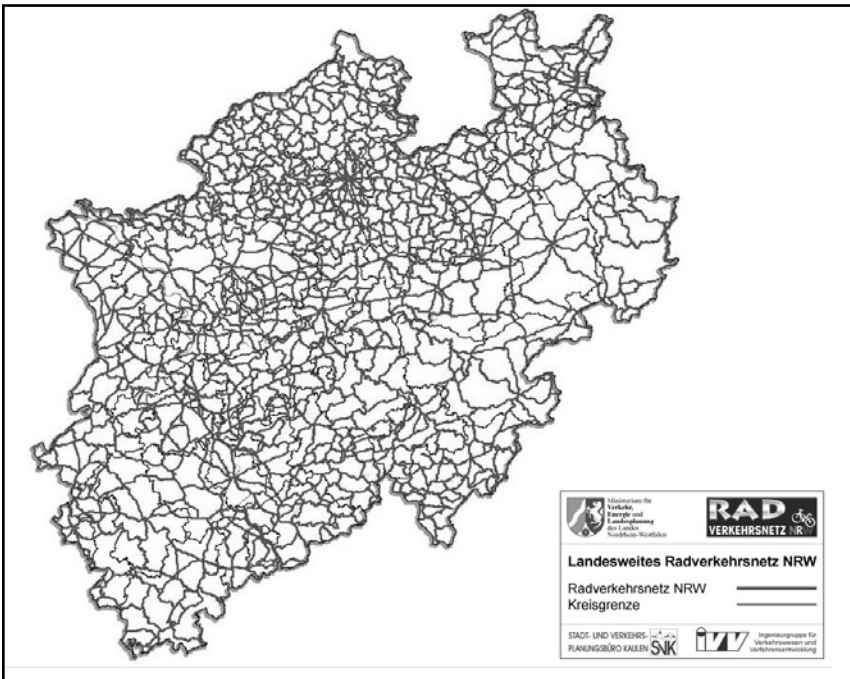 Ministerium für
Verkehr,
Energie und
Landesplanung
des Landes
Nordrhein-Westfalen
RAD
VERKEHRSNETZ NRW
Landesweites Radverkehrsnetz NRW
Radverkehrsnetz NRW
Kreisgrenze
STADT- UND VERKEHRS-
PLANUNGSBÜRO KAULEN
SVK
IVV
Ingenieurgruppe für
Verkehrswesen und
Verfahrensentwicklung